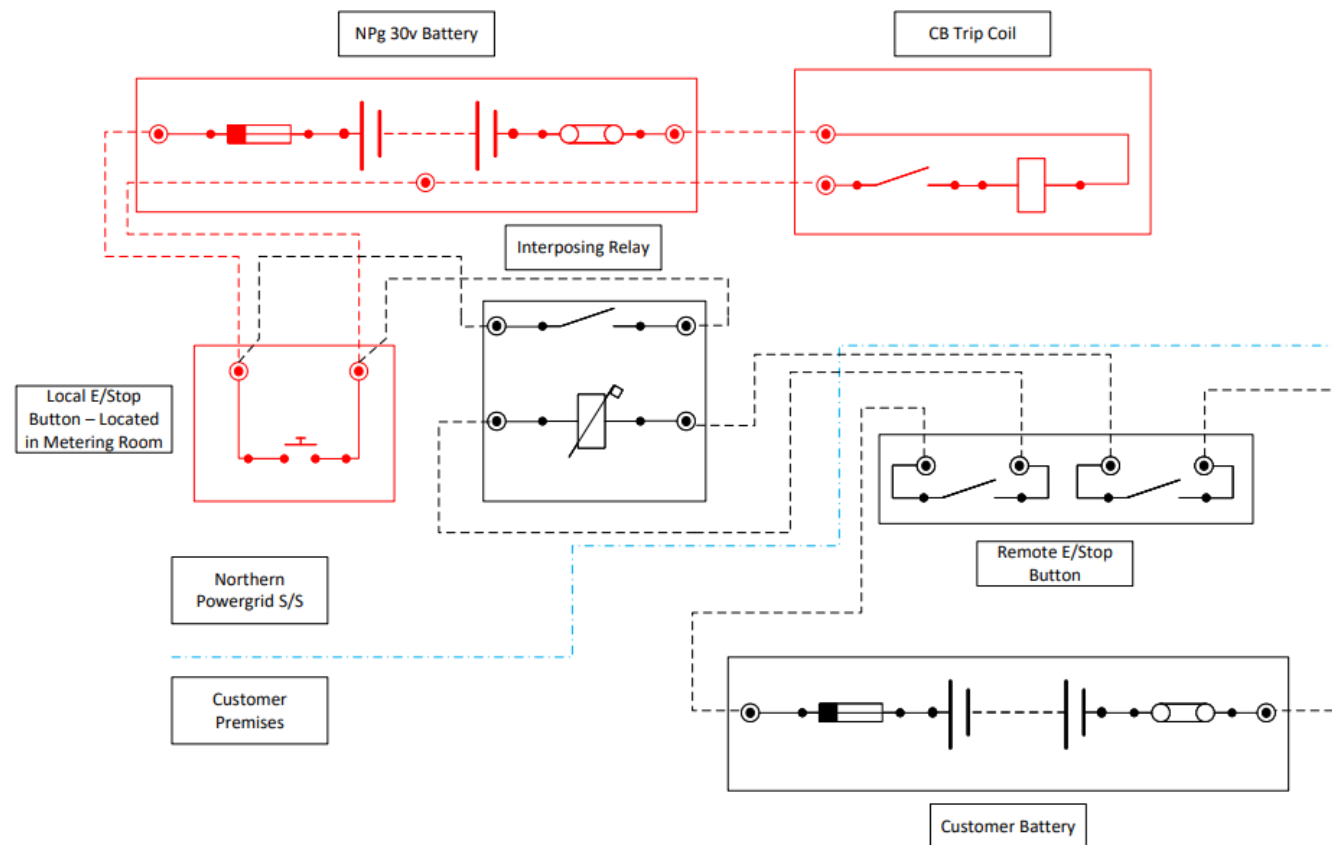 NPg 30v Battery
CB Trip Coil
Interposing Relay
Local E/Stop
Button – Located
in Metering Room
Remote E/Stop
Button
Northern
Powergrid S/S
Customer
Premises
Customer Battery